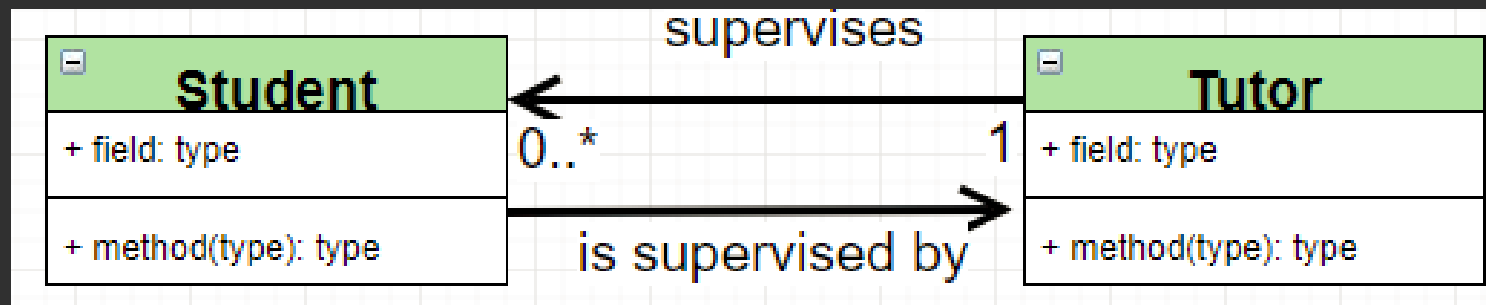 supervises
Student
Tutor
+ field: type
0..*
1
+ field: type
+ method(type): type
is supervised by
+ method(type): type